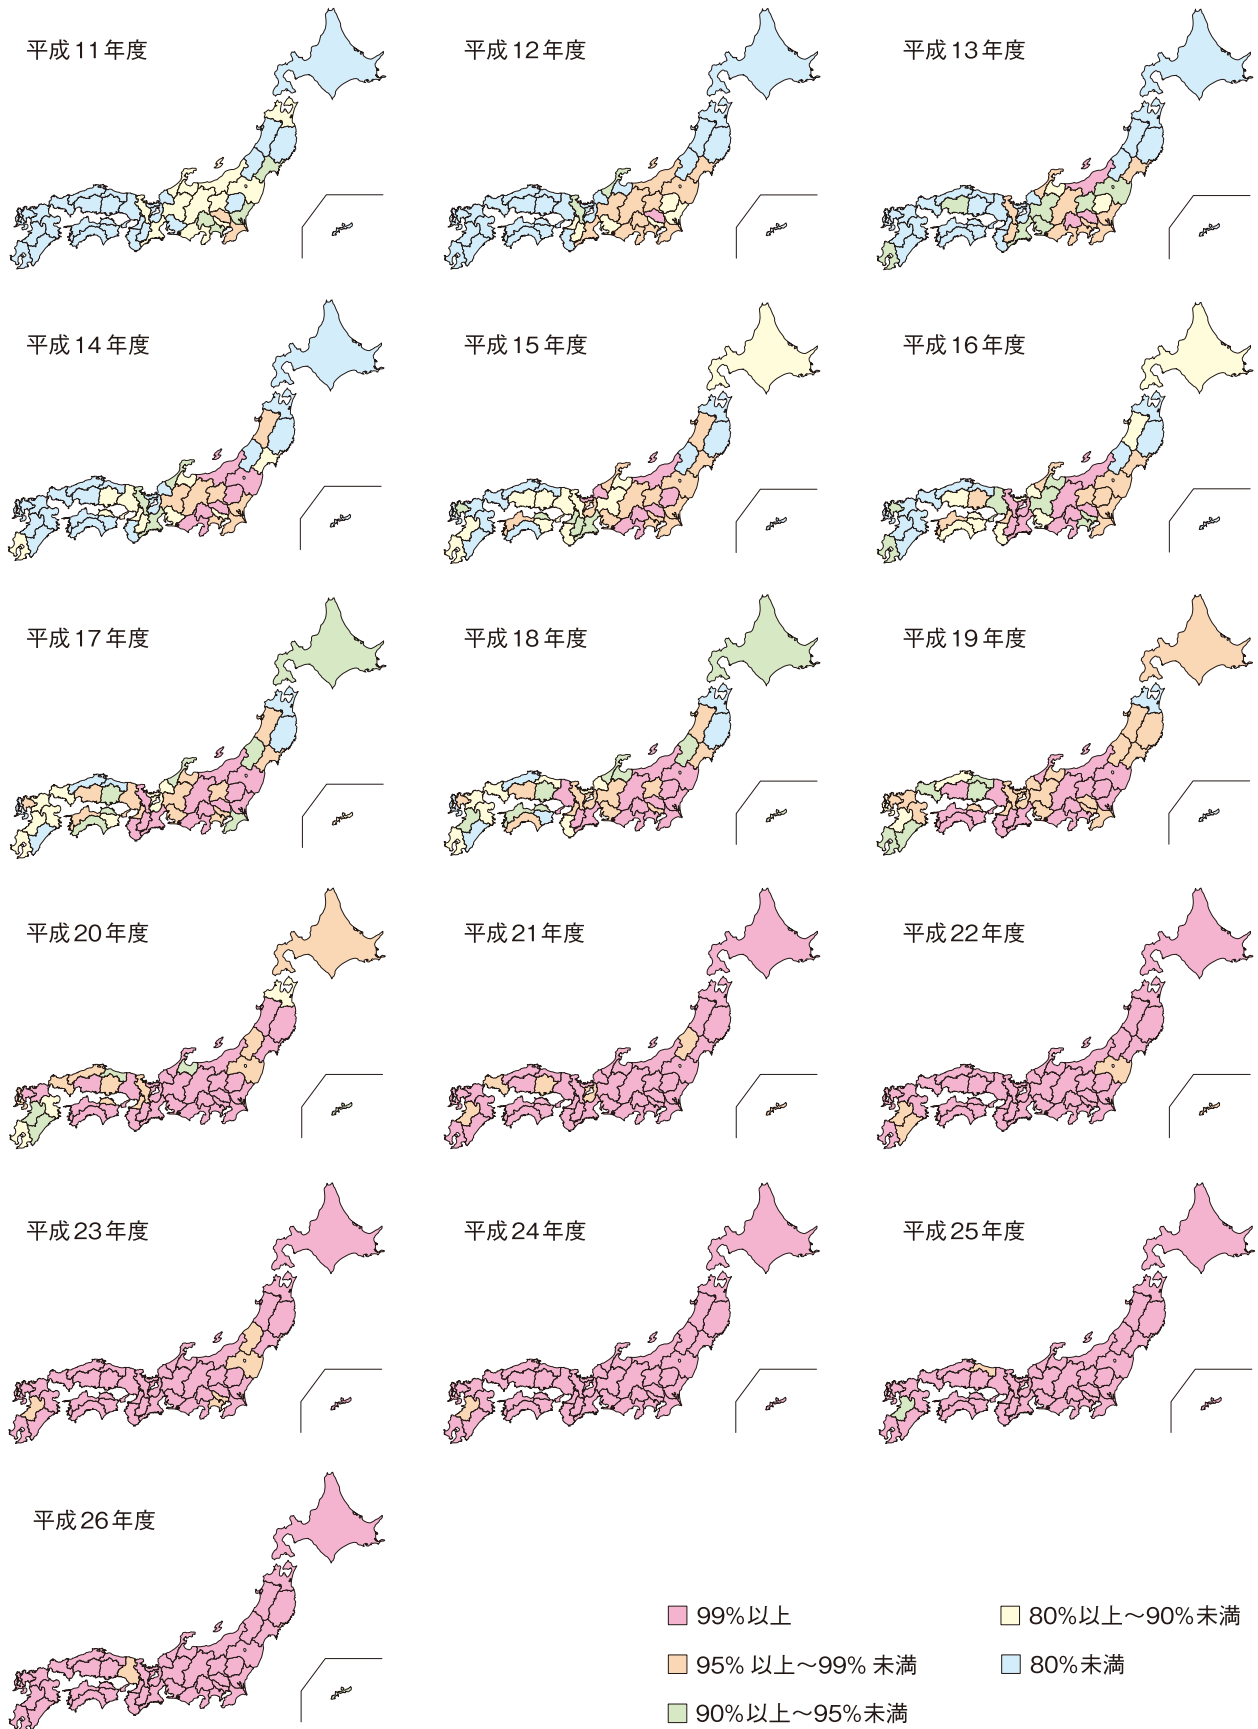 平成11年度
平成12年度
平成13年度
平成14年度
平成15年度
平成16年度
平成17年度
平成18年度
平成19年度
平成20年度
平成21年度
平成22年度
平成23年度
平成24年度
平成25年度
平成26年度
99%以上
95% 以上～99% 未満
90%以上～95%未満
80%以上～90%未満
80%未満